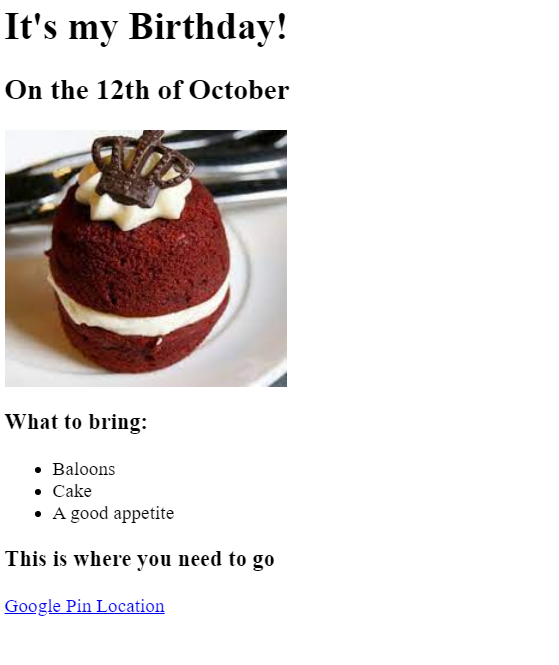 It's my Birthday!
On the 12th of October
What to bring:
Baloons
Cake
A good appetite
This is where you need to go
Google Pin Location